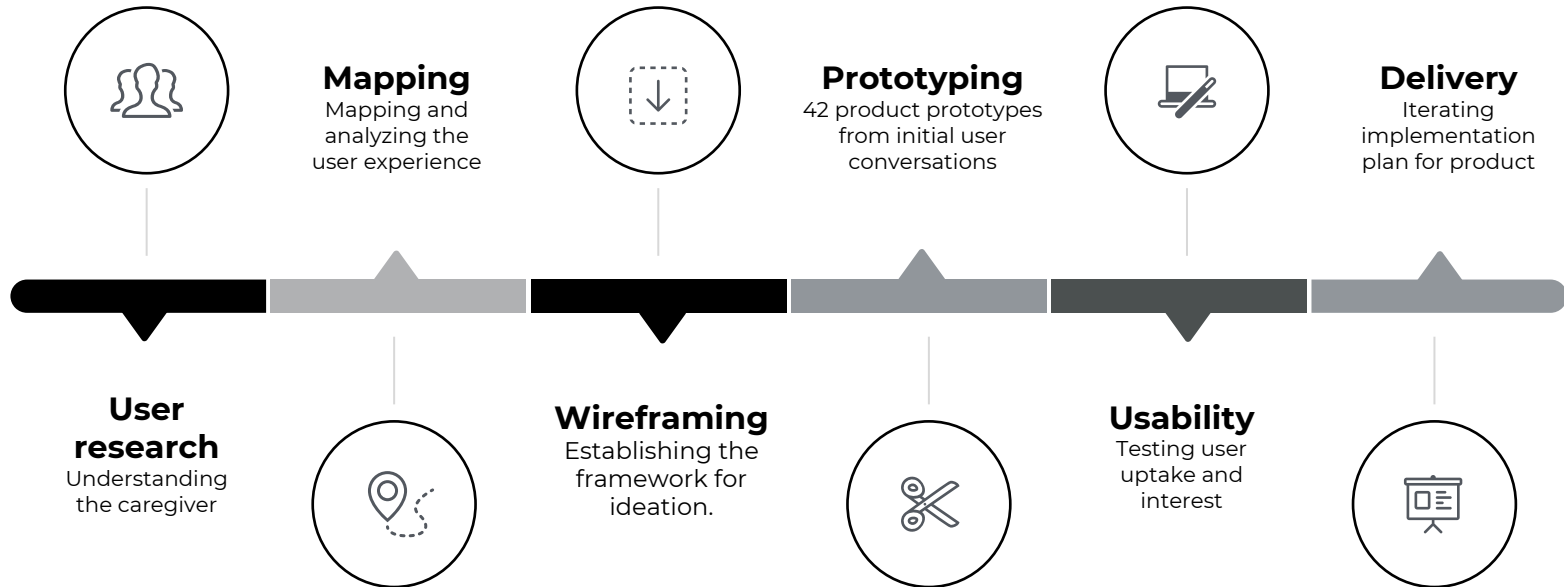 User
research
Understanding
the caregiver
Mapping
Mapping and
analyzing the
user experience
Wireframing
Establishing the
framework for
ideation.
Prototyping
42 product prototypes
from initial user
conversations
Usability
Testing user
uptake and
interest
Delivery
Iterating
implementation
plan for product